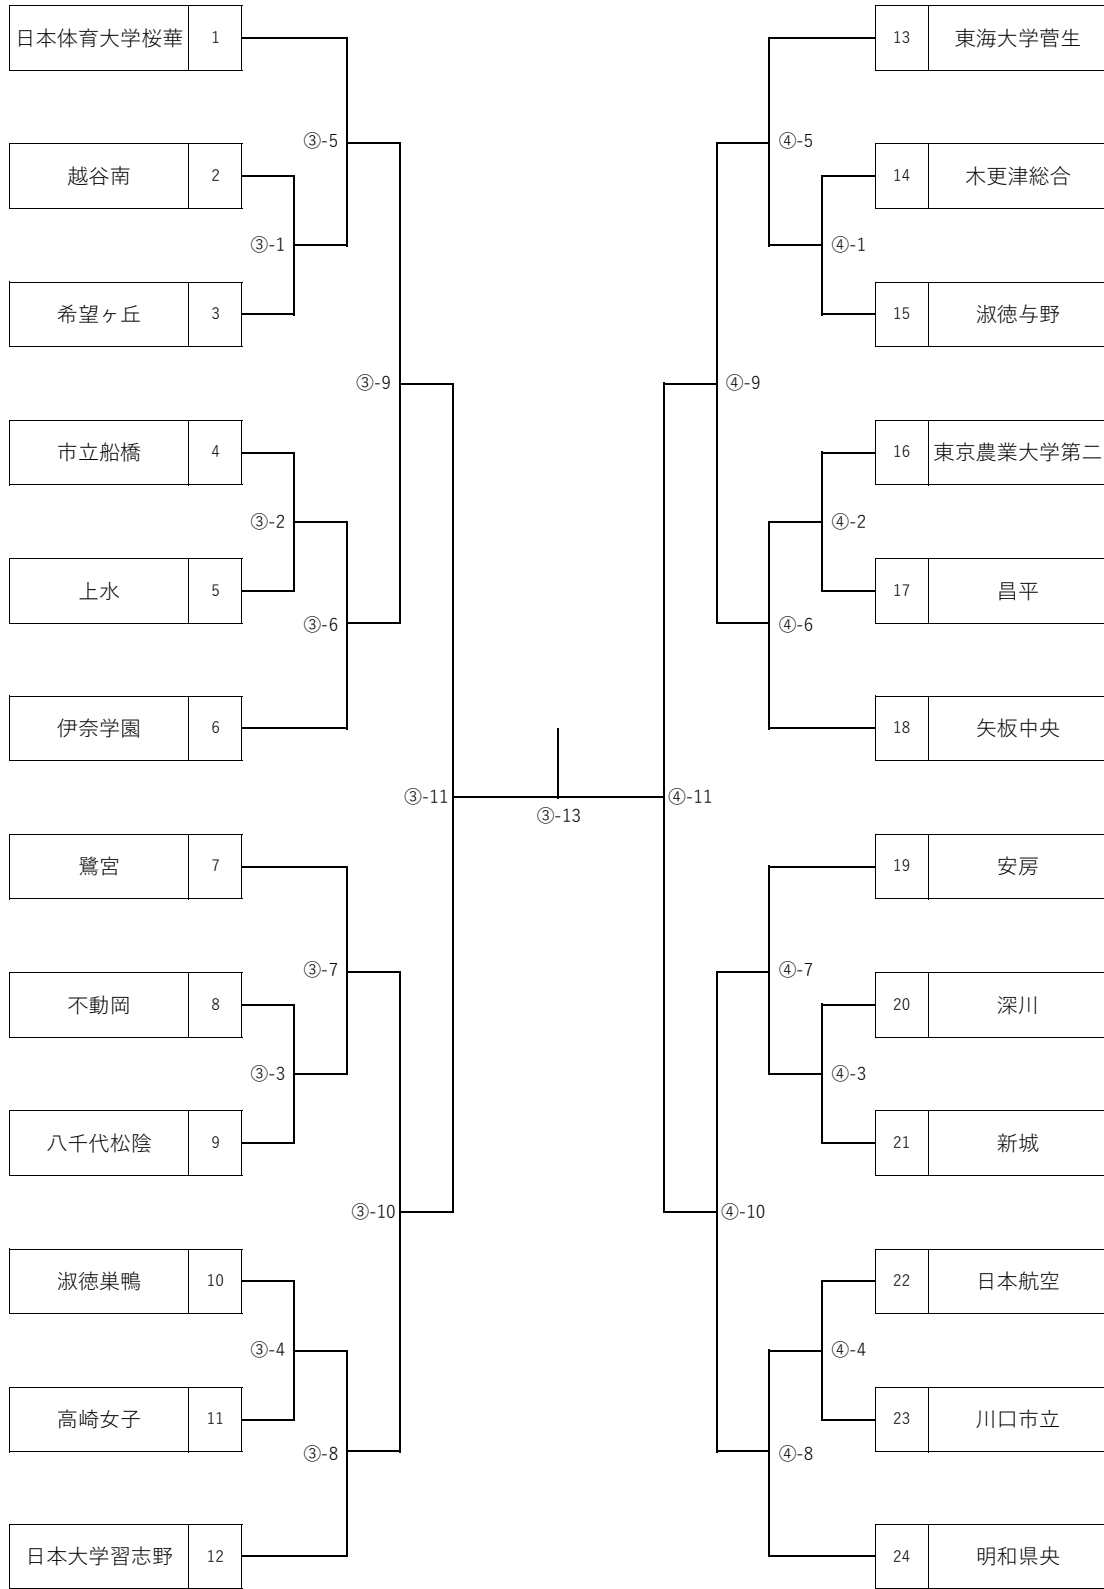 日本体育大学桜華 1
③-5
越谷南 2
③-1
希望ヶ丘 3
③-9
市立船橋 4
③-2
上水 5
③-6
伊奈学園 6
③-11
鷺宮 7
③-7
不動岡 8
③-3
八千代松陰 9
③-10
淑徳巣鴨 10
③-4
高崎女子 11
③-8
日本大学習志野 12
③-13
13 東海大学菅生
④-5
14 木更津総合
④-1
15 淑徳与野
④-9
16 東京農業大学第二
④-2
17 昌平
④-6
18 矢板中央
④-11
19 安房
④-7
20 深川
④-3
21 新城
④-10
22 日本航空
④-4
23 川口市立
④-8
24 明和県央